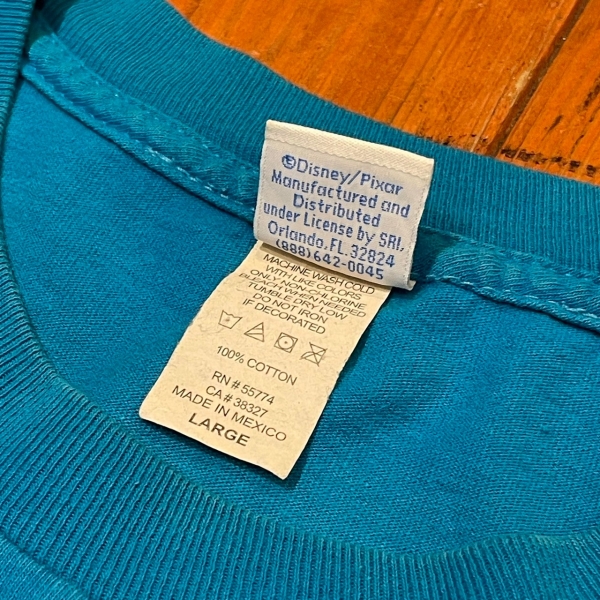 ©Disney/Pixar
Manufactured and
Distributed
under License by SRI,
Orlando, FL. 32824
(888)642-0045
MACHINE WASH COLD
WITH LIKE COLORS
ONLY NON-CHLORINE
BLEACH WHEN NEEDED
TUMBLE DRY LOW
DO NOT IRON
IF DECORATED
100% COTTON
RN # 55774
CA # 38327
MADE IN MEXICO
LARGE